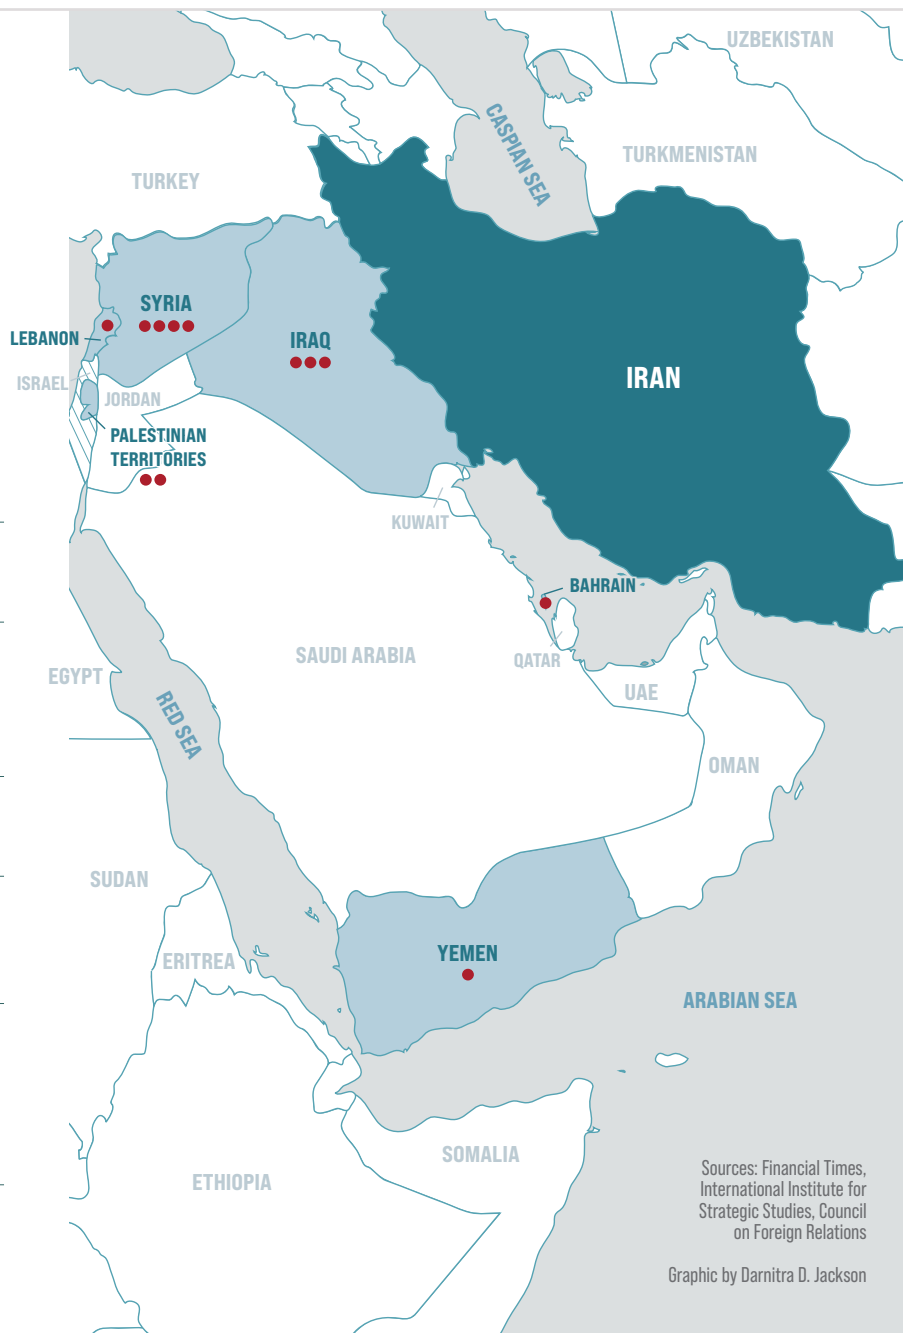 UZBEKISTAN
CASPIAN SEA
TURKMENISTAN
TURKEY
SYRIA
LEBANON
IRAQ
IRAN
ISRAEL
JORDAN
PALESTINIAN
TERRITORIES
KUWAIT
BAHRAIN
SAUDI ARABIA
QATAR
EGYPT
UAE
RED SEA
OMAN
SUDAN
YEMEN
ERITREA
ARABIAN SEA
SOMALIA
ETHIOPIA
Sources: Financial Times,
International Institute for
Strategic Studies, Council
on Foreign Relations
Graphic by Darnitra D. Jackson